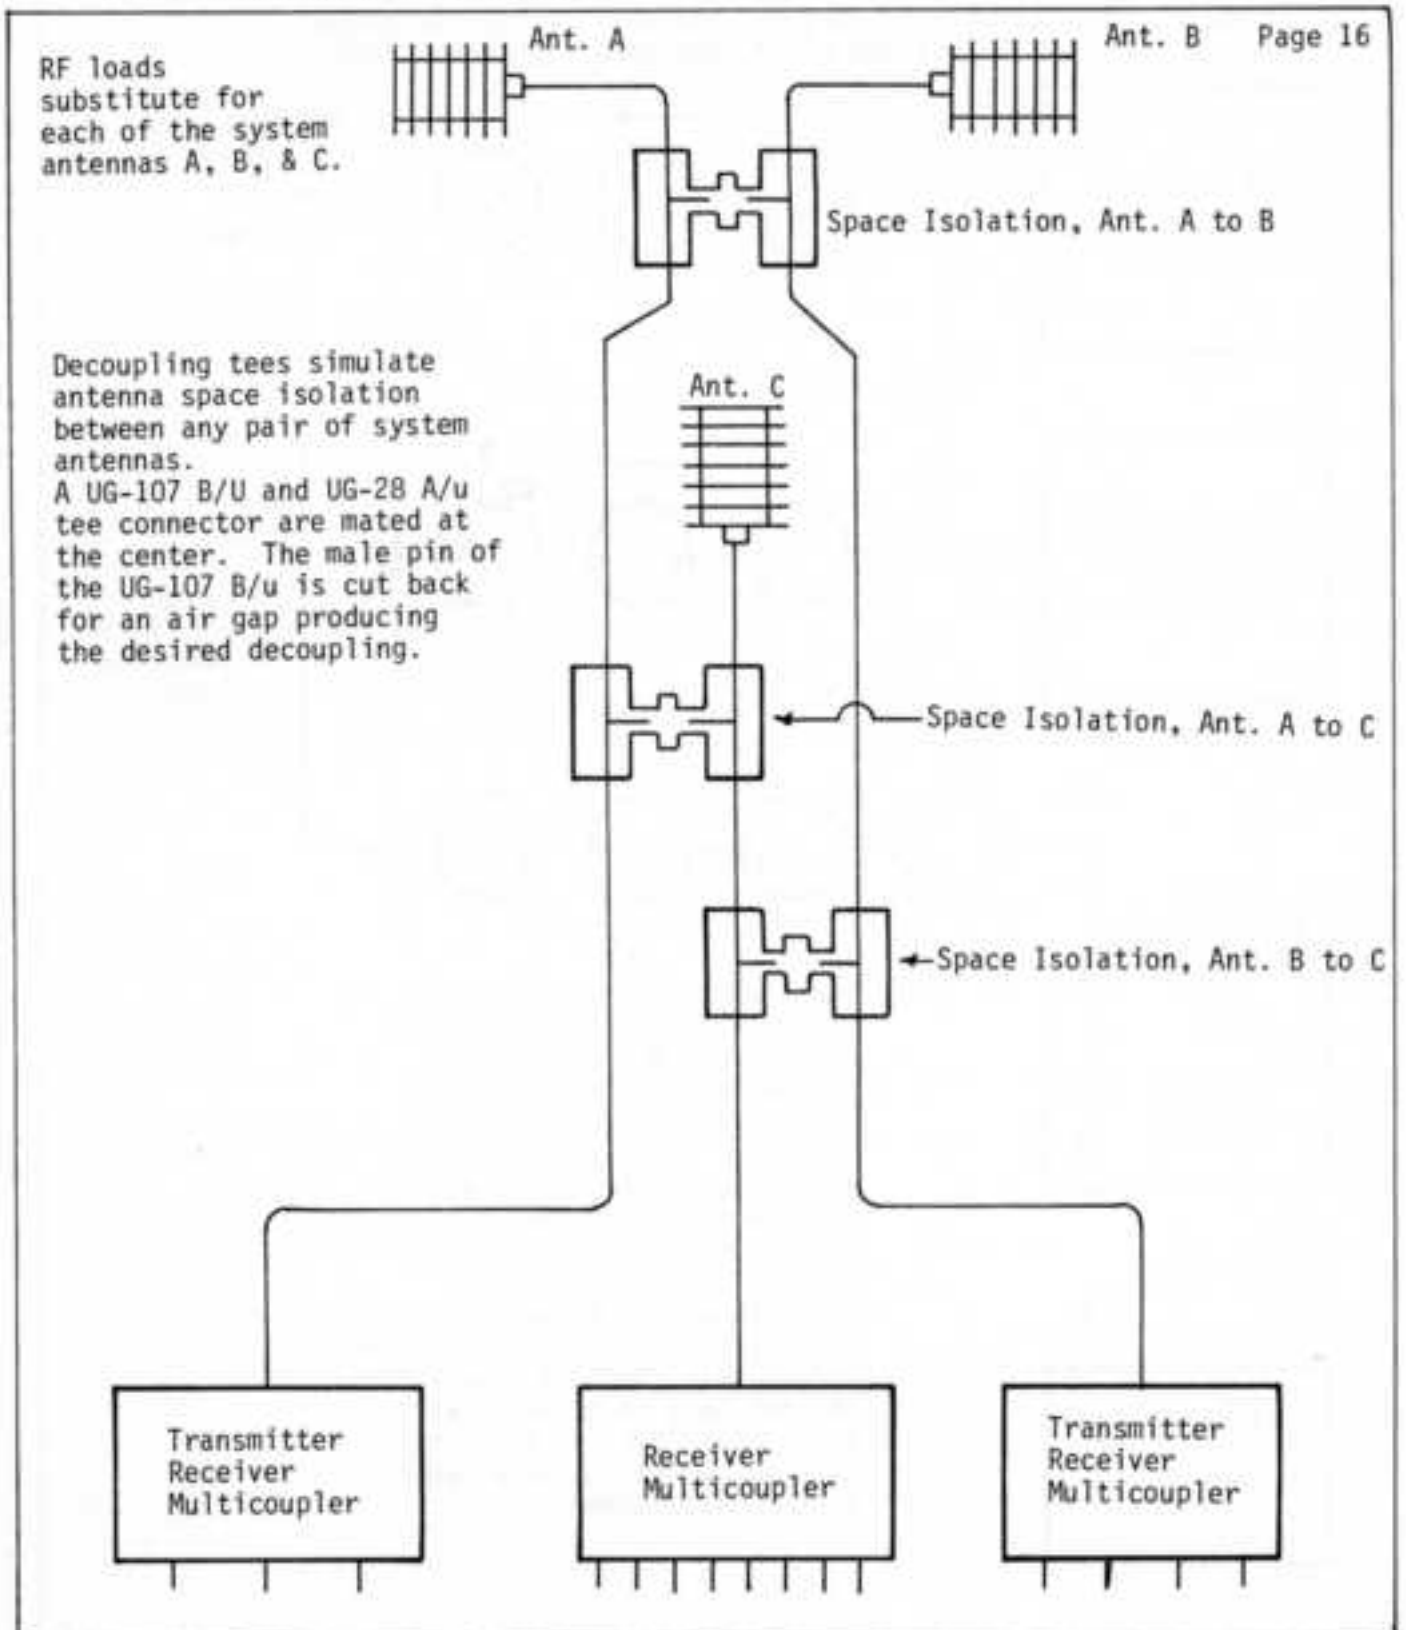 Page 16
Ant. A
Ant. B
RF loads
substitute for
each of the system
antennas A, B, & C.
Space Isolation, Ant. A to B
Decoupling tees simulate
antenna space isolation
between any pair of system
antennas.
A UG-107 B/U and UG-28 A/u
tee connector are mated at
the center. The male pin of
the UG-107 B/u is cut back
for an air gap producing
the desired decoupling.
Ant. C
Space Isolation, Ant. A to C
Space Isolation, Ant. B to C
Transmitter
Receiver
Multicoupler
Receiver
Multicoupler
Transmitter
Receiver
Multicoupler